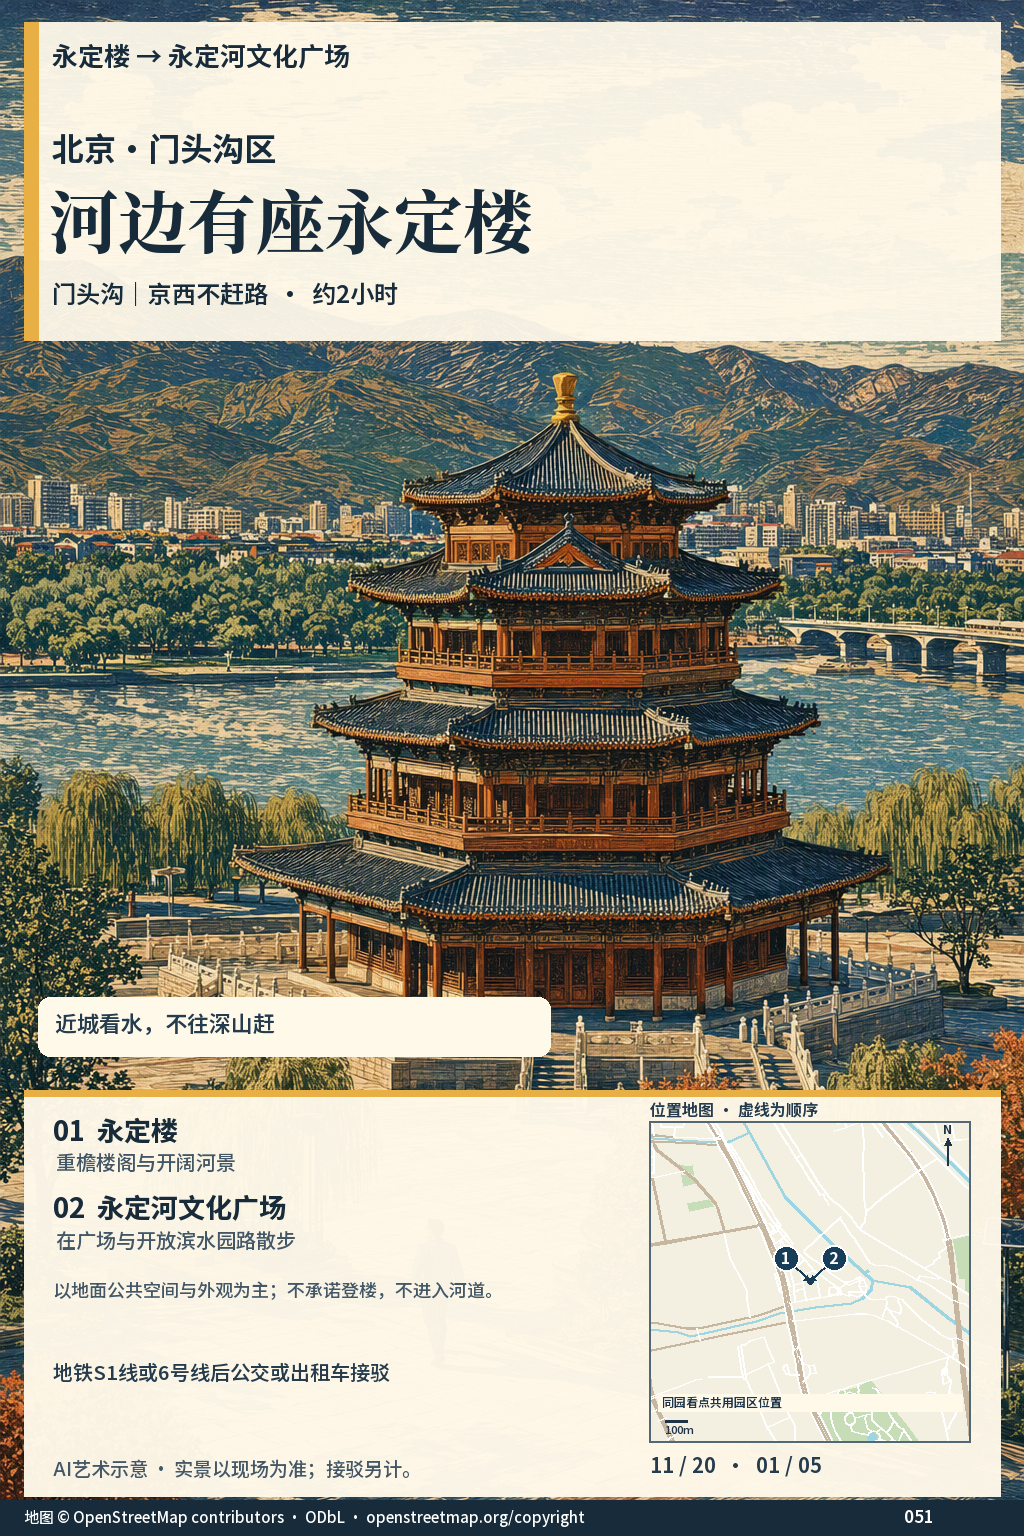 永定楼 → 永定河文化广场
北京・门头沟区
河边有座永定楼
门头沟｜京西不赶路 · 约2小时
近城看水，不往深山赶
01 永定楼
重檐楼阁与开阔河景
02 永定河文化广场
在广场与开放滨水园路散步
以地面公共空间与外观为主；不承诺登楼，不进入河道。
地铁S1线或6号线后公交或出租车接驳
AI艺术示意 · 实景以现场为准；接驳另计。
位置地图 · 虚线为顺序
N
1 2
同园看点共用园区位置
100m
11 / 20 · 01 / 05
地图 © OpenStreetMap contributors · ODbL · openstreetmap.org/copyright
051